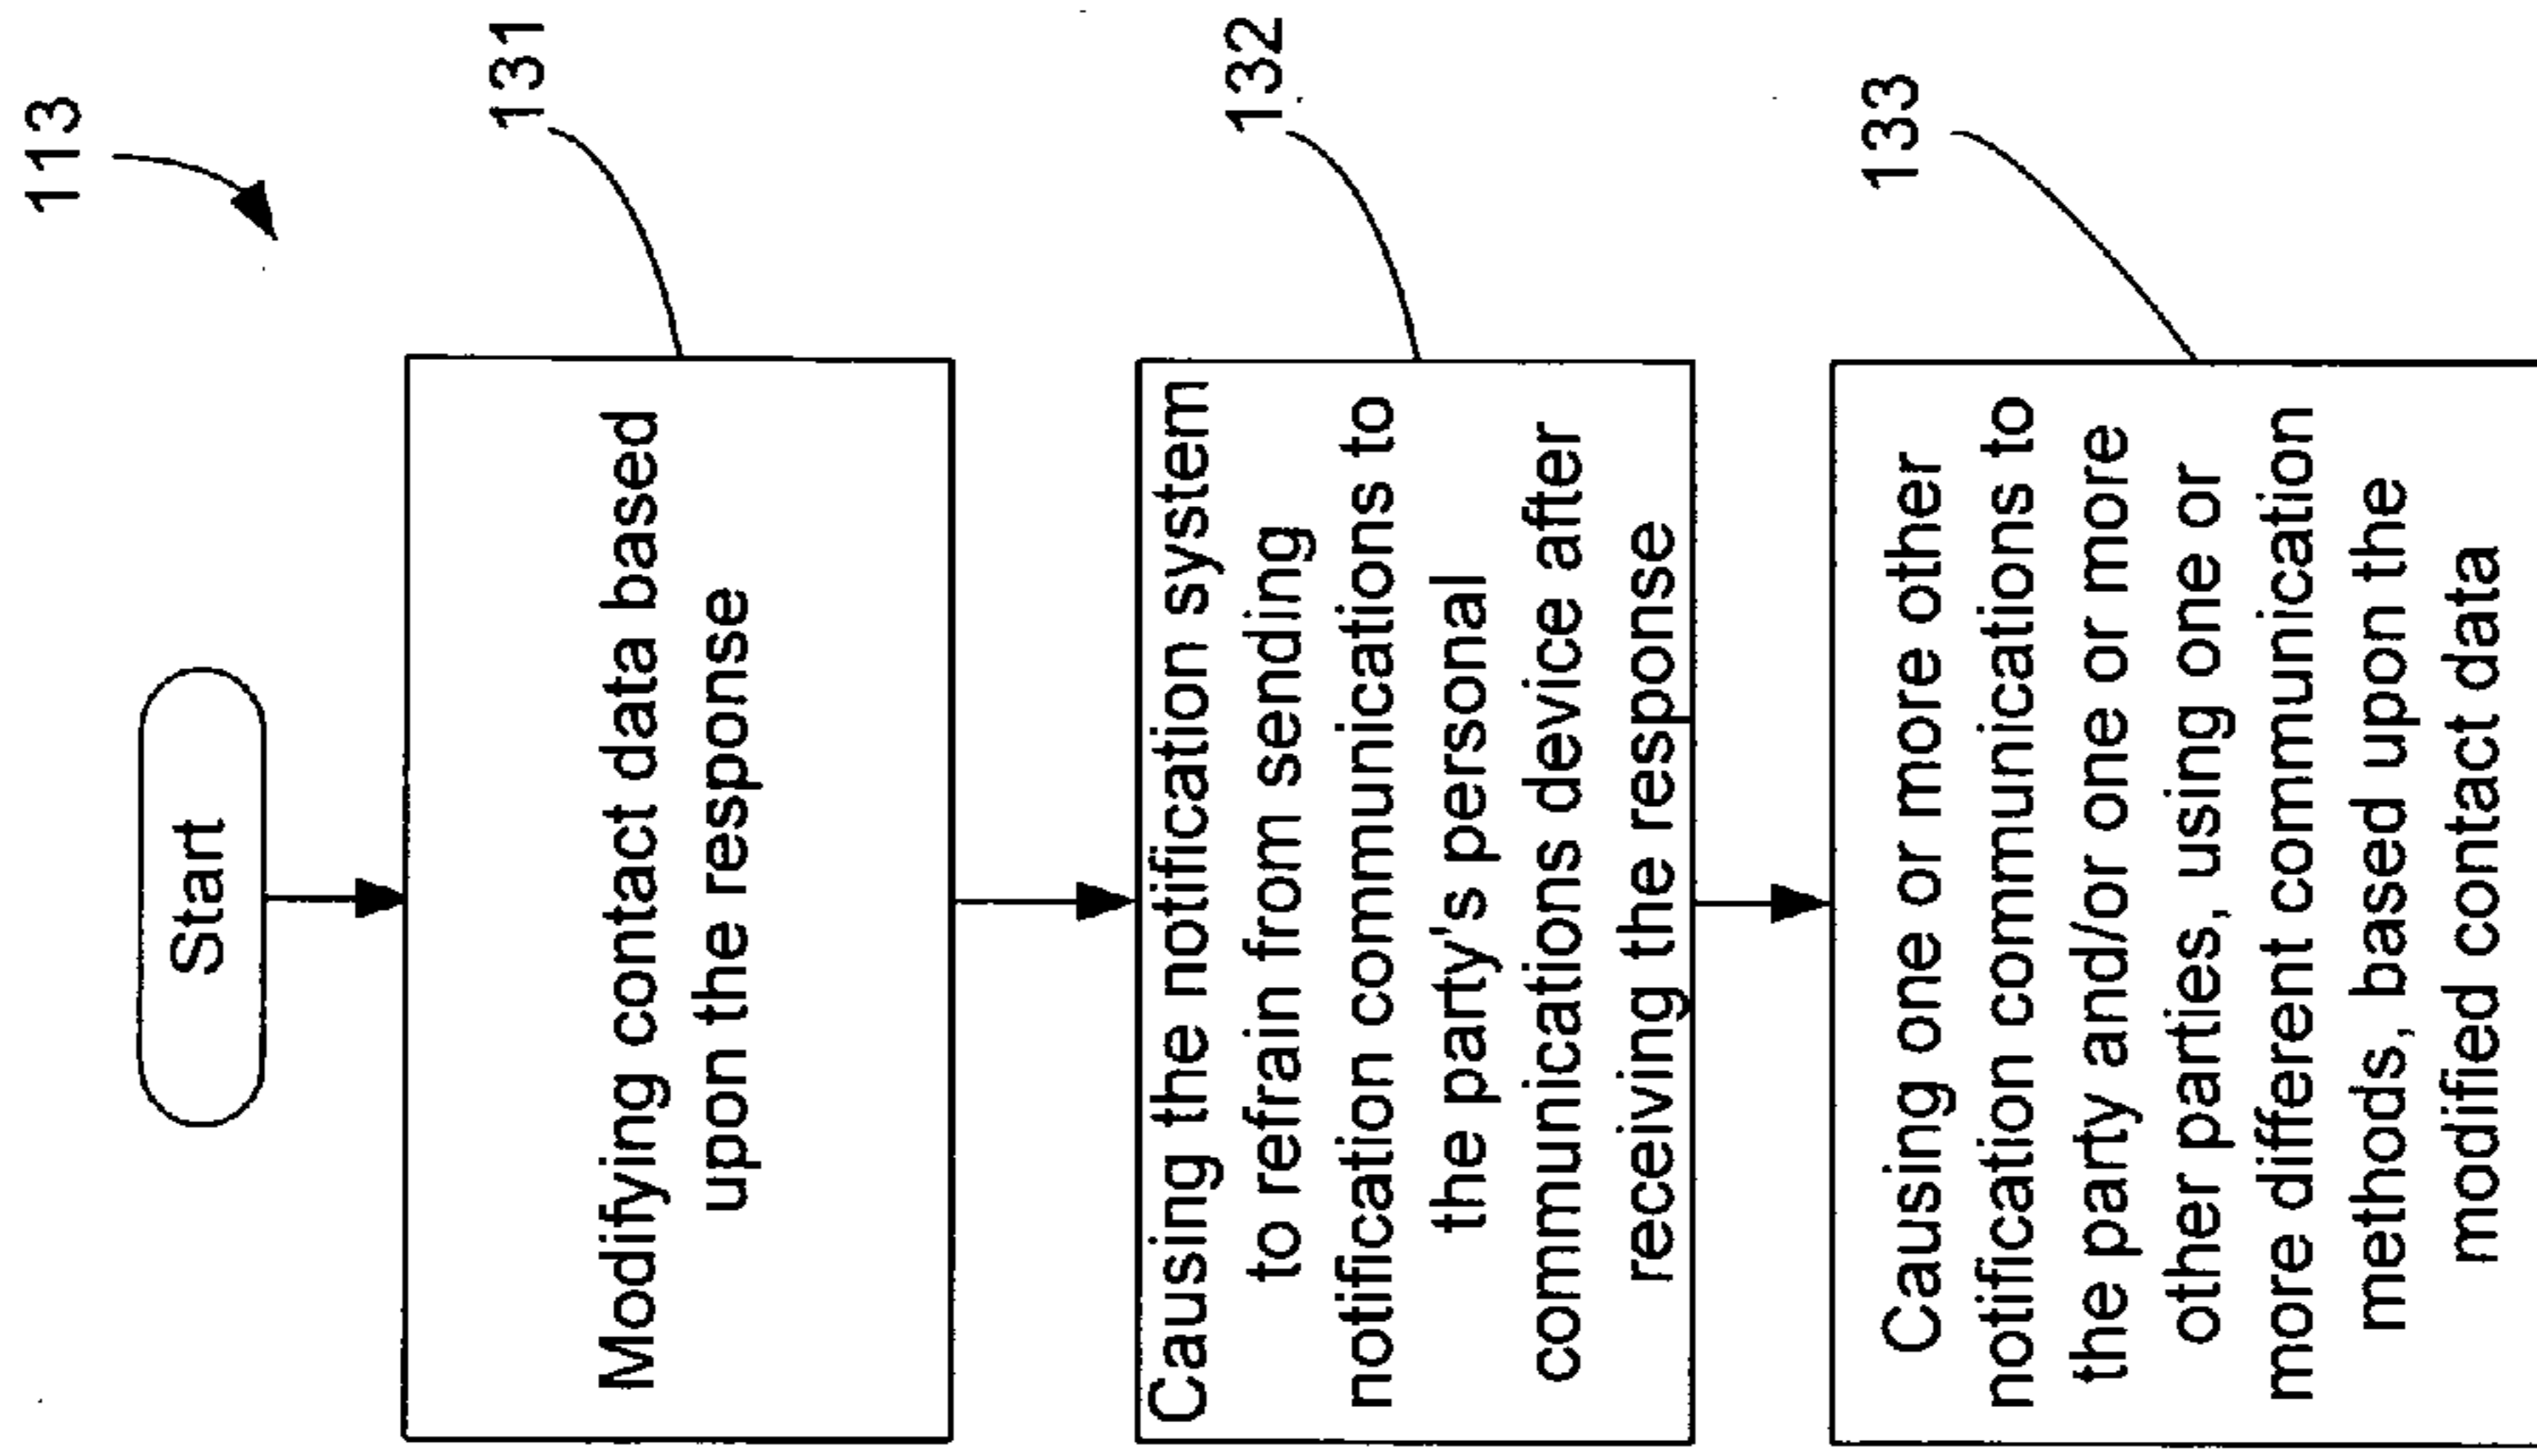 113
Start
131
Modifying contact data based
upon the response
132
Causing the notification system
to refrain from sending
notification communications to
the party's personal
communications device after
receiving the response
133
Causing one or more other
notification communications to
the party and/or one or more
other parties, using one or
more different communication
methods, based upon the
modified contact data